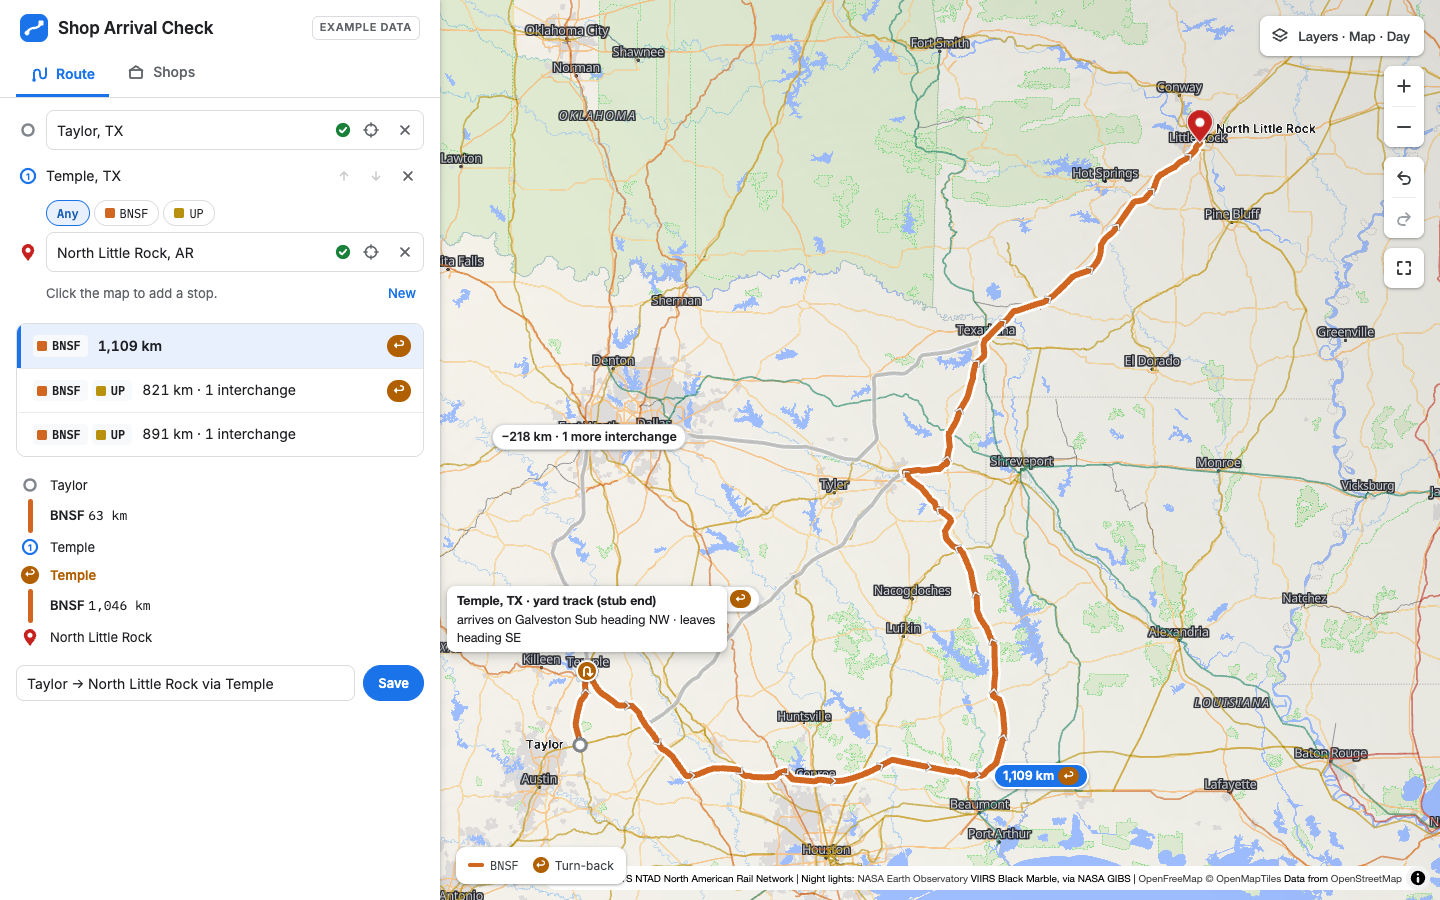 Shop Arrival Check
EXAMPLE DATA
Route
Shops
Taylor, TX
1
Temple, TX
Any
BNSF
UP
North Little Rock, AR
Click the map to add a stop.
New
BNSF 1,109 km
BNSF UP 821 km · 1 interchange
BNSF UP 891 km · 1 interchange
Taylor
BNSF 63 km
1 Temple
Temple
BNSF 1,046 km
North Little Rock
Taylor → North Little Rock via Temple
Save
Layers · Map · Day
Oklahoma City
Shawnee
Norman
Fort Smith
OKLAHOMA
Conway
North Little Rock
Lawton
Hot Springs
Pine Bluff
ita Falls
Sherman
Greenville
Denton
El Dorado
Dallas
−218 km · 1 more interchange
Tyler
Shreveport
Monroe
Vicksburg
Nacogdoches
Natchez
Lufkin
Alexandria
Temple, TX · yard track (stub end)
arrives on Galveston Sub heading NW · leaves
heading SE
Killeen
Temple
LOUISIANA
Huntsville
Taylor
Baton Rouge
Austin
Conroe
1,109 km
Lafayette
Beaumont
Port Arthur
Houston
BNSF
Turn-back
S NTAD North American Rail Network | Night lights: NASA Earth Observatory VIIRS Black Marble, via NASA GIBS | OpenFreeMap © OpenMapTiles Data from OpenStreetMap
Antonio